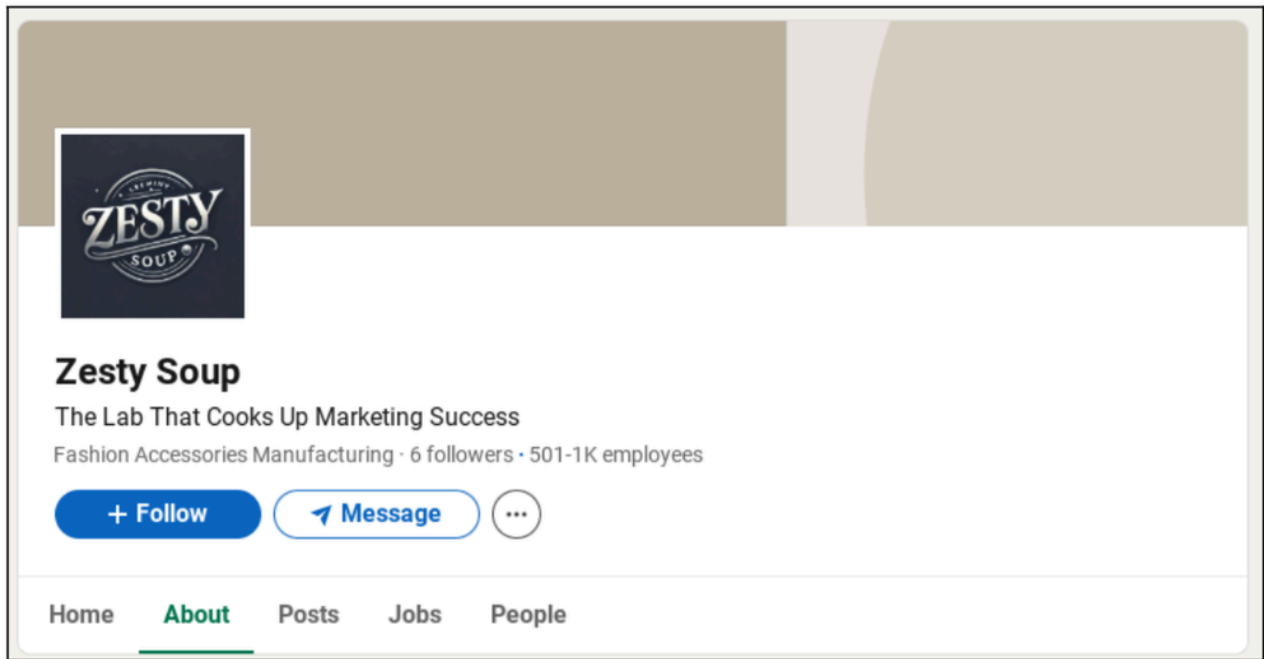 ZESTY
SOUP
Zesty Soup
The Lab That Cooks Up Marketing Success
Fashion Accessories Manufacturing · 6 followers • 501-1K employees
+ Follow
Message
Home
About
Posts
Jobs
People